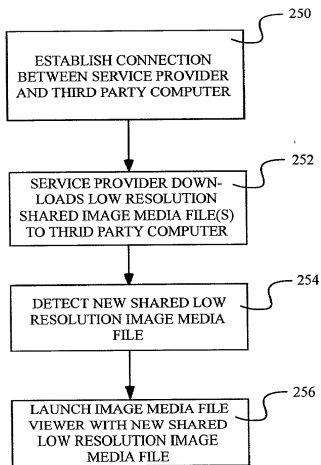 250
ESTABLISH CONNECTION
BETWEEN SERVICE PROVIDER
AND THIRD PARTY COMPUTER
252
SERVICE PROVIDER DOWN-
LOADS LOW RESOLUTION
SHARED IMAGE MEDIA FILE(S)
TO THRID PARTY COMPUTER
254
DETECT NEW SHARED LOW
RESOLUTION IMAGE MEDIA
FILE
256
LAUNCH IMAGE MEDIA FILE
VIEWER WITH NEW SHARED
LOW RESOLUTION IMAGE
MEDIA FILE